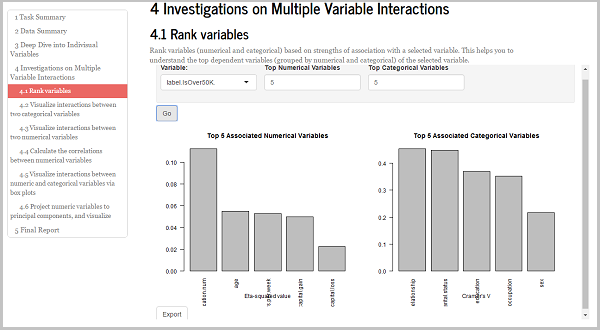 1 Task Summary
2 Data Summary
3 Deep Dive into Indivisual
Variables
4 Investigations on Multiple
Variable Interactions
4.1 Rank variables
4.2 Visualize interactions between
two categorical variables
4.3 Visualize interactions between
two numerical variables
4.4 Calculate the correlations
between numerical variables
4.5 Visualize interactions between
numeric and categorical variables via
box plots
4.6 Project numeric variables to
principal components, and visualize
5 Final Report
4 Investigations on Multiple Variable Interactions
4.1 Rank variables
Rank variables (numerical and categorical) based on strengths of association with a selected variable. This helps you to
understand the top dependent variables (grouped by numerical and categorical) of the selected variable.
Variable: Top Numerical Variables Top Categorical Variables
label.IsOver50K. 5 5
Go
Top 5 Associated Numerical Variables
0.10
0.08
0.06
0.04
0.02
0.00
cation.num
age
capital.gain
capital.loss
Eta-squared value
Top 5 Associated Categorical Variables
0.4
0.3
0.2
0.1
0.0
elationship
arital.status
education
occupation
sex
Cramer's V
Export